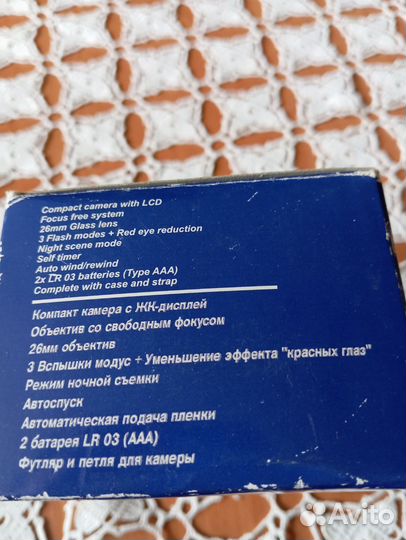 Compact camera with LCD
Focus free system
26mm Glass lens
3 Flash modes + Red eye reduction
Night scene mode
Self timer
Auto wind/rewind
2x LR 03 batteries (Type AAA)
Complete with case and strap
Компакт камера с ЖК-дисплей
Объектив со свободным фокусом
26мм объектив
3 Вспышки модус + Уменьшение эффекта "красных глаз"
Режим ночной съемки
Автоспуск
Автоматическая подача пленки
2 батарея LR 03 (AAA)
Футляр и петля для камеры
Avito